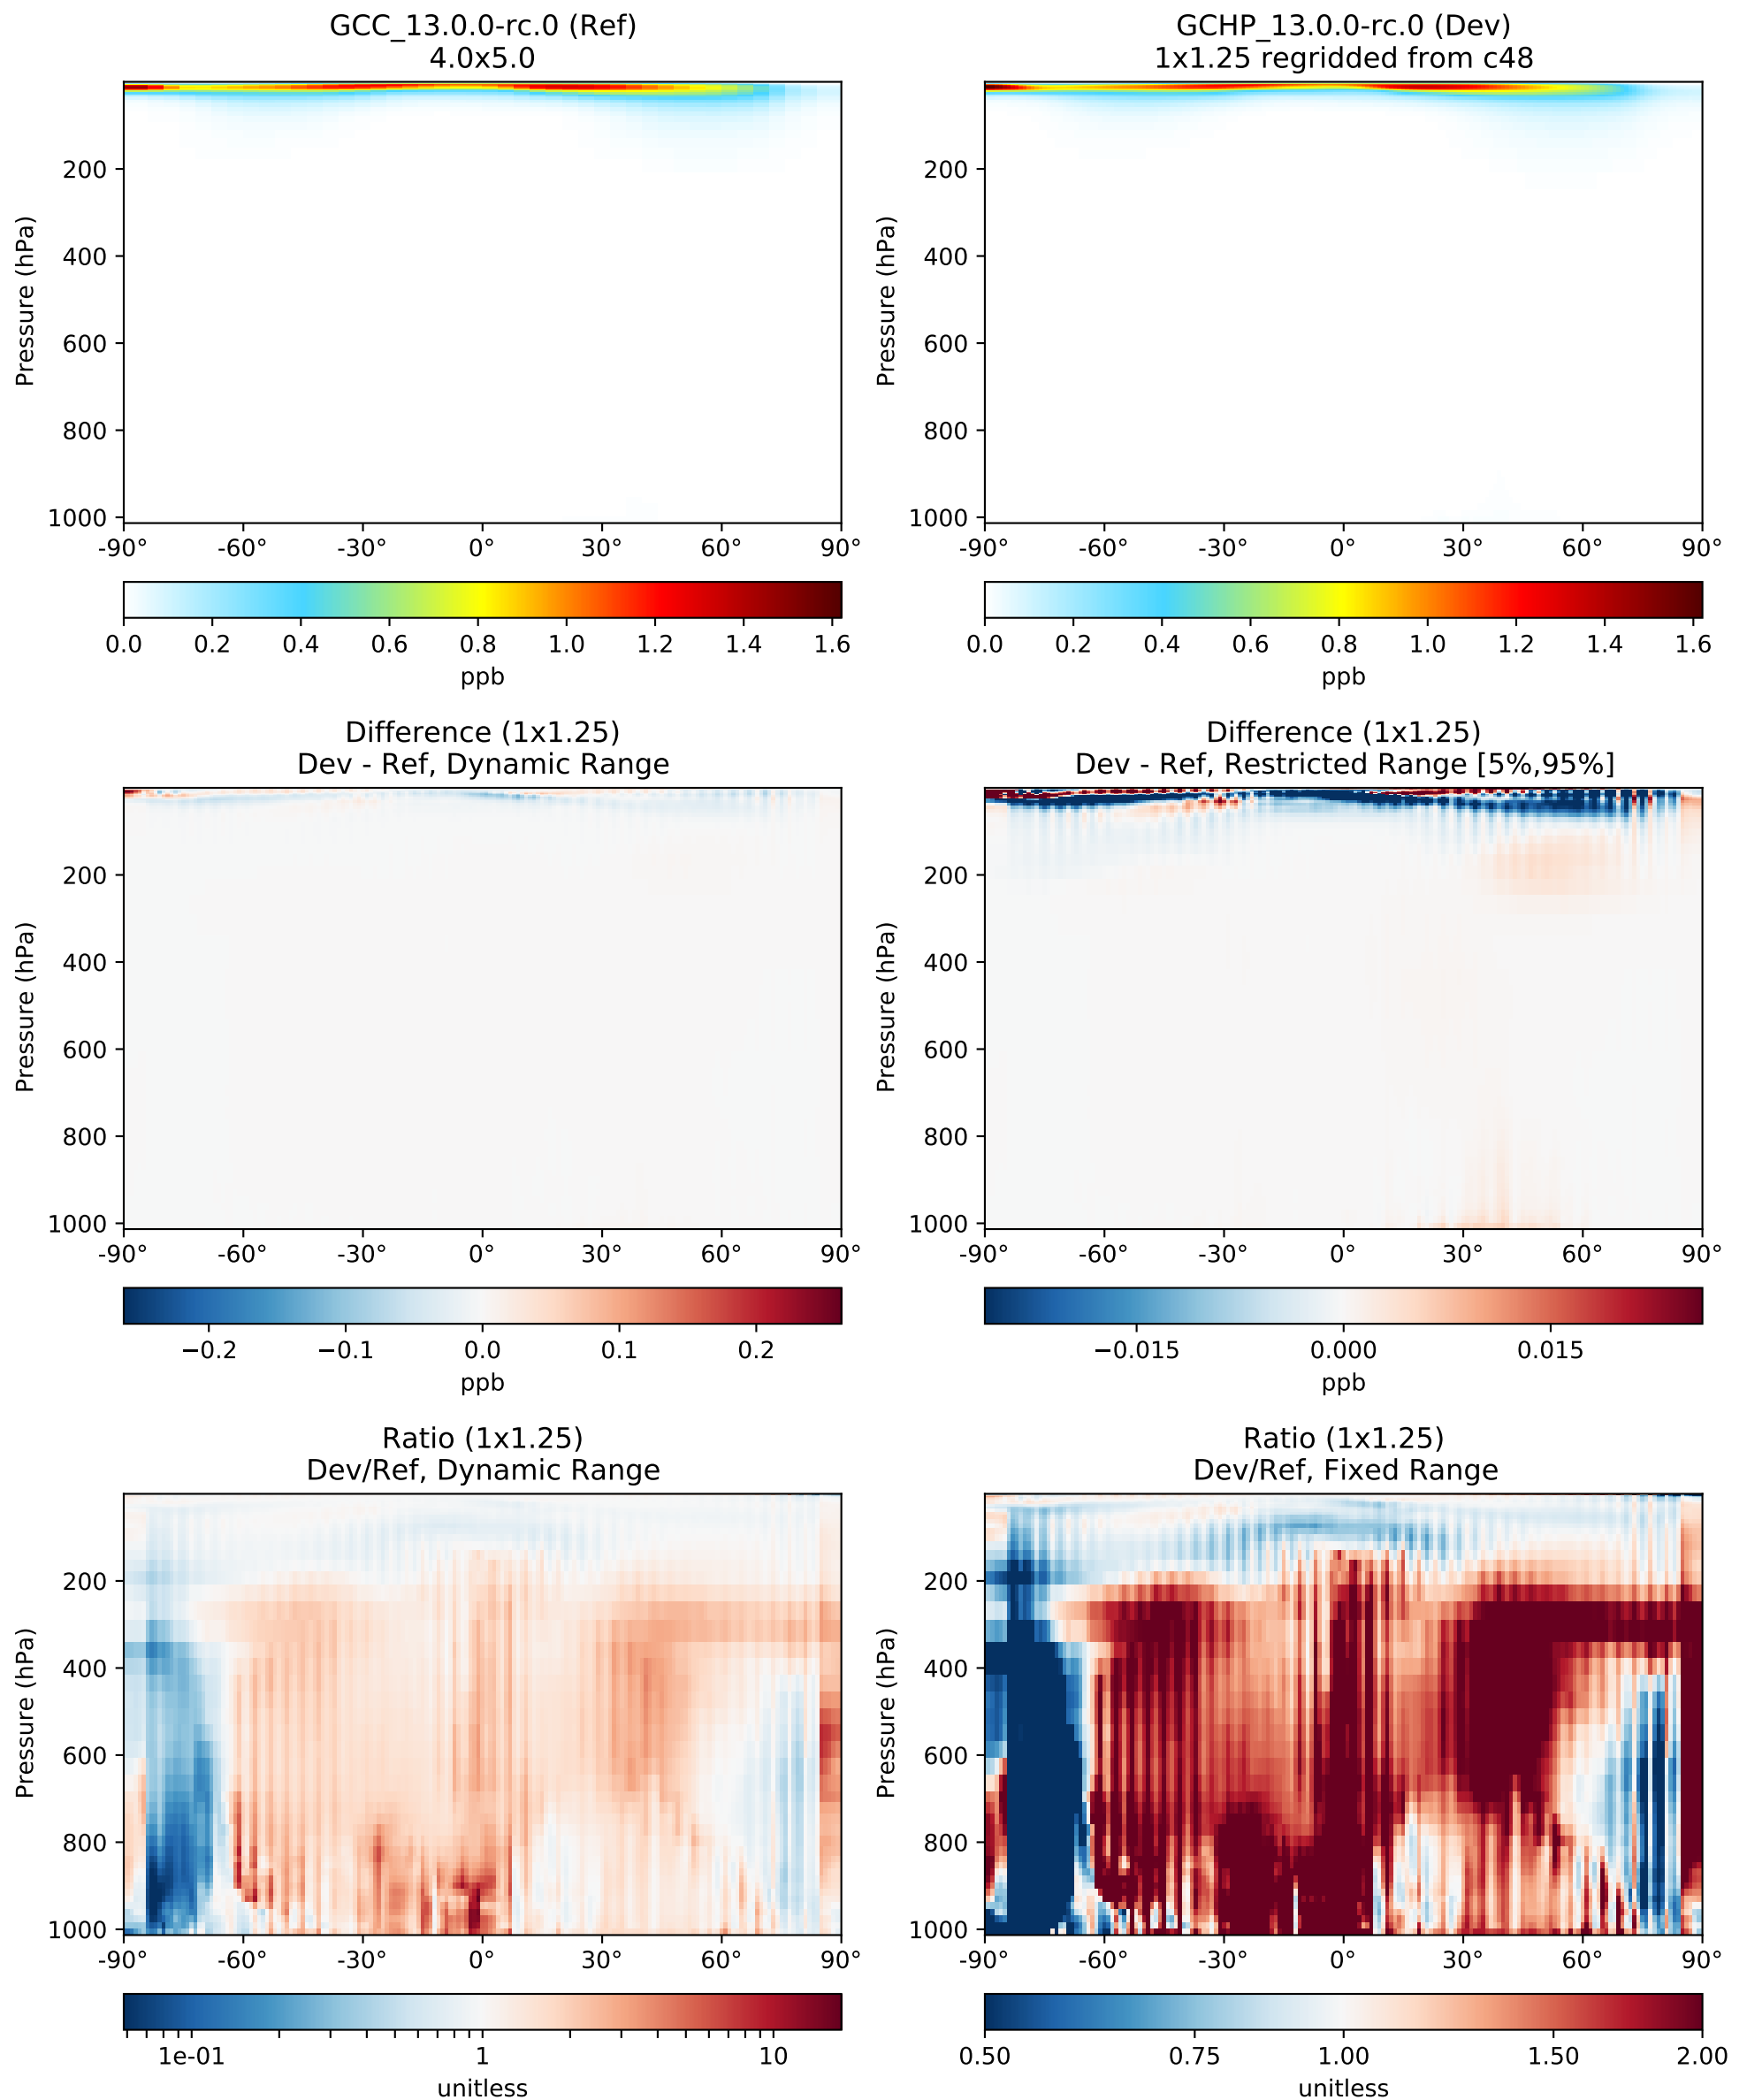 GCC_13.0.0-rc.0 (Ref)
4.0x5.0
Pressure (hPa)
200
400
600
800
1000
-90° -60° -30° 0° 30° 60° 90°
0.0 0.2 0.4 0.6 0.8 1.0 1.2 1.4 1.6
ppb
GCHP_13.0.0-rc.0 (Dev)
1x1.25 regridded from c48
Pressure (hPa)
200
400
600
800
1000
-90° -60° -30° 0° 30° 60° 90°
0.0 0.2 0.4 0.6 0.8 1.0 1.2 1.4 1.6
ppb
Difference (1x1.25)
Dev - Ref, Dynamic Range
Pressure (hPa)
200
400
600
800
1000
-90° -60° -30° 0° 30° 60° 90°
−0.2 −0.1 0.0 0.1 0.2
ppb
Difference (1x1.25)
Dev - Ref, Restricted Range [5%,95%]
Pressure (hPa)
200
400
600
800
1000
-90° -60° -30° 0° 30° 60° 90°
−0.015 0.000 0.015
ppb
Ratio (1x1.25)
Dev/Ref, Dynamic Range
Pressure (hPa)
200
400
600
800
1000
-90° -60° -30° 0° 30° 60° 90°
1e-01 1 10
unitless
Ratio (1x1.25)
Dev/Ref, Fixed Range
Pressure (hPa)
200
400
600
800
1000
-90° -60° -30° 0° 30° 60° 90°
0.50 0.75 1.00 1.50 2.00
unitless